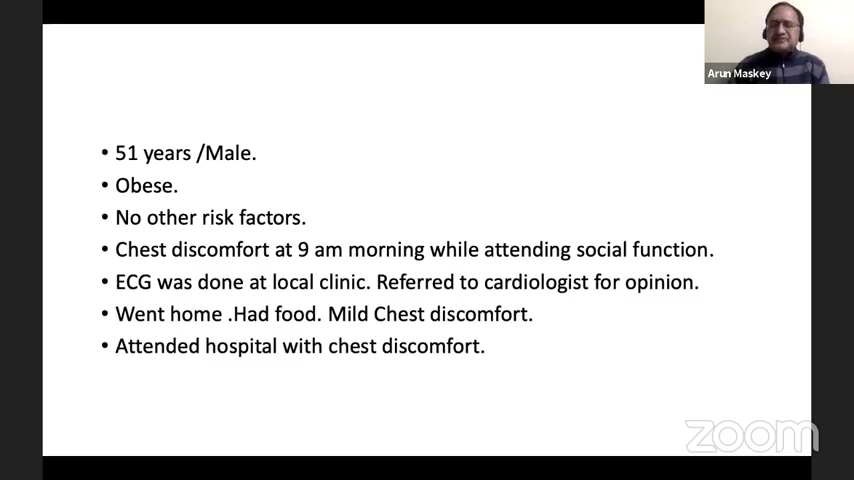 Arun Maskey
• 51 years /Male.
• Obese.
• No other risk factors.
• Chest discomfort at 9 am morning while attending social function.
• ECG was done at local clinic. Referred to cardiologist for opinion.
• Went home .Had food. Mild Chest discomfort.
• Attended hospital with chest discomfort.
zoom